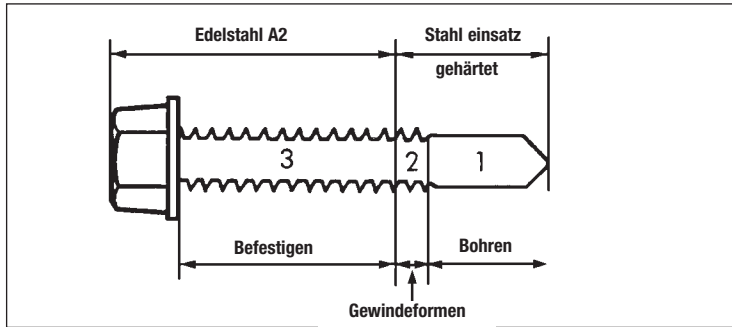 Edelstahl A2
Stahl einsatz
gehärtet
3
2
1
Befestigen
Bohren
Gewindeformen